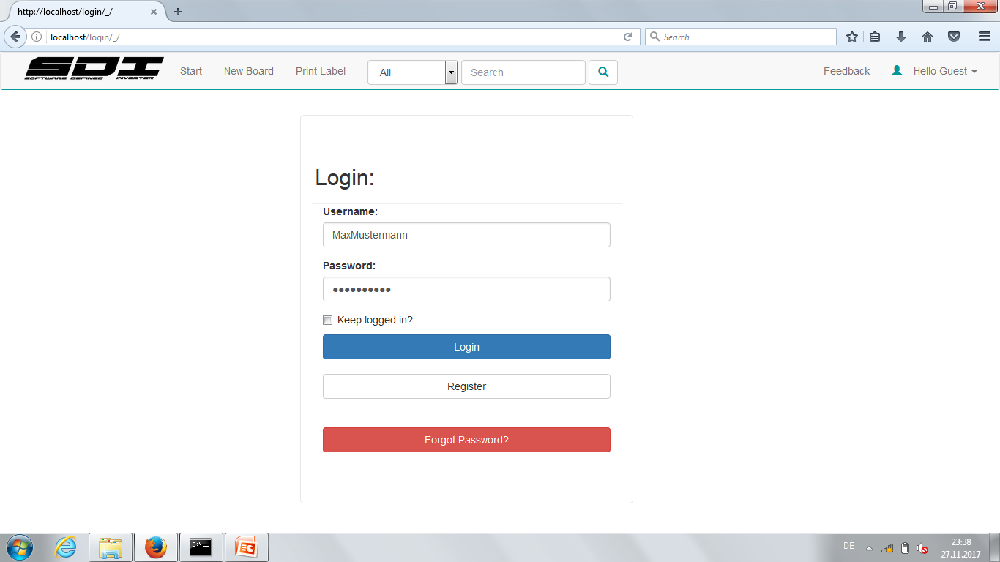 http://localhost/login/_/
localhost/login/_/
Search
SDI
SOFTWARE DEFINED INVERTER
Start
New Board
Print Label
All
Search
Feedback
Hello Guest
Login:
Username:
MaxMustermann
Password:
••••••••••
Keep logged in?
Login
Register
Forgot Password?
C:\_
DE
23:38
27.11.2017